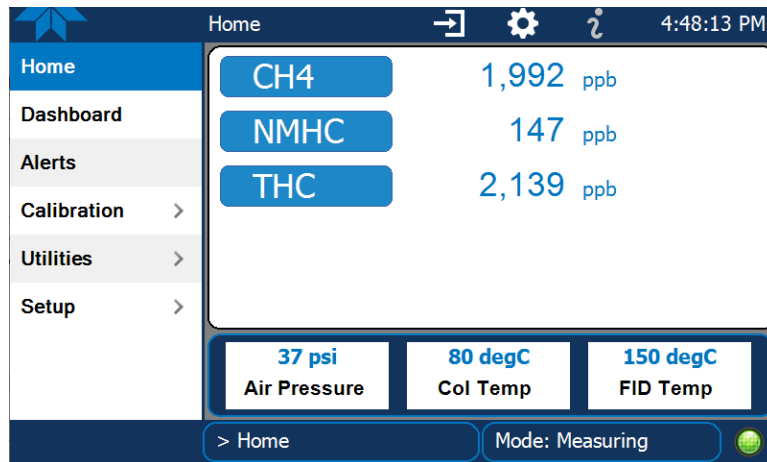 Home 4:48:13 PM
Home
Dashboard
Alerts
Calibration >
Utilities >
Setup >
CH4 1,992 ppb
NMHC 147 ppb
THC 2,139 ppb
37 psi 80 degC 150 degC
Air Pressure Col Temp FID Temp
> Home Mode: Measuring